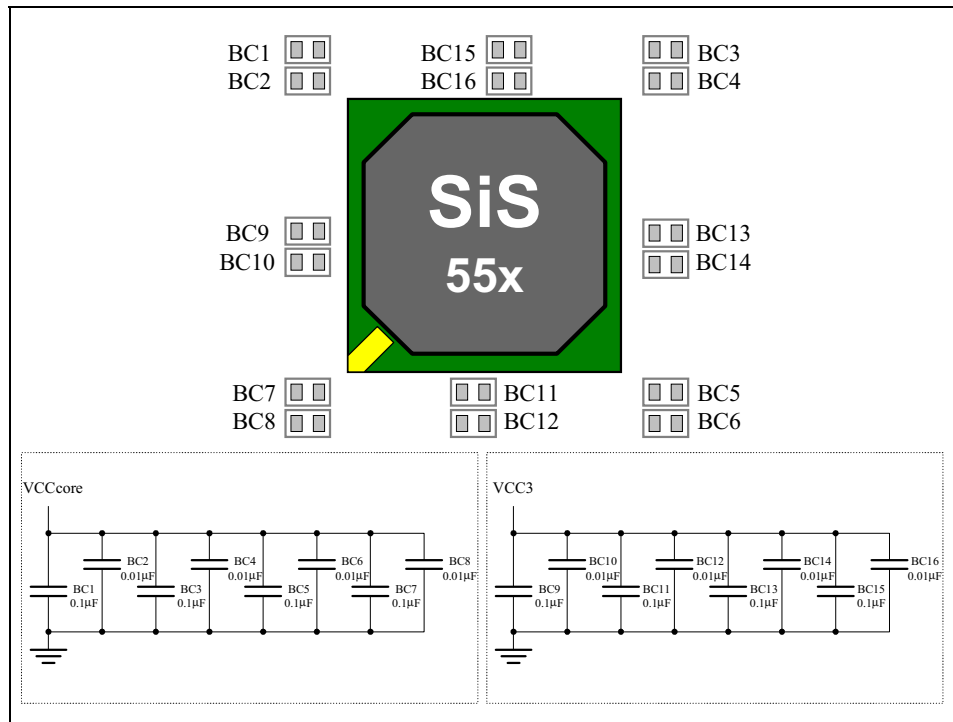 BC1 BC15 BC3
BC2 BC16 BC4
SiS
55x
BC9 BC13
BC10 BC14
BC7 BC11 BC5
BC8 BC12 BC6
VCCcore
BC2 0.01µF
BC4 0.01µF
BC6 0.01µF
BC8 0.01µF
BC1 0.1µF
BC3 0.1µF
BC5 0.1µF
BC7 0.1µF
VCC3
BC10 0.01µF
BC12 0.01µF
BC14 0.01µF
BC16 0.01µF
BC9 0.1µF
BC11 0.1µF
BC13 0.1µF
BC15 0.1µF